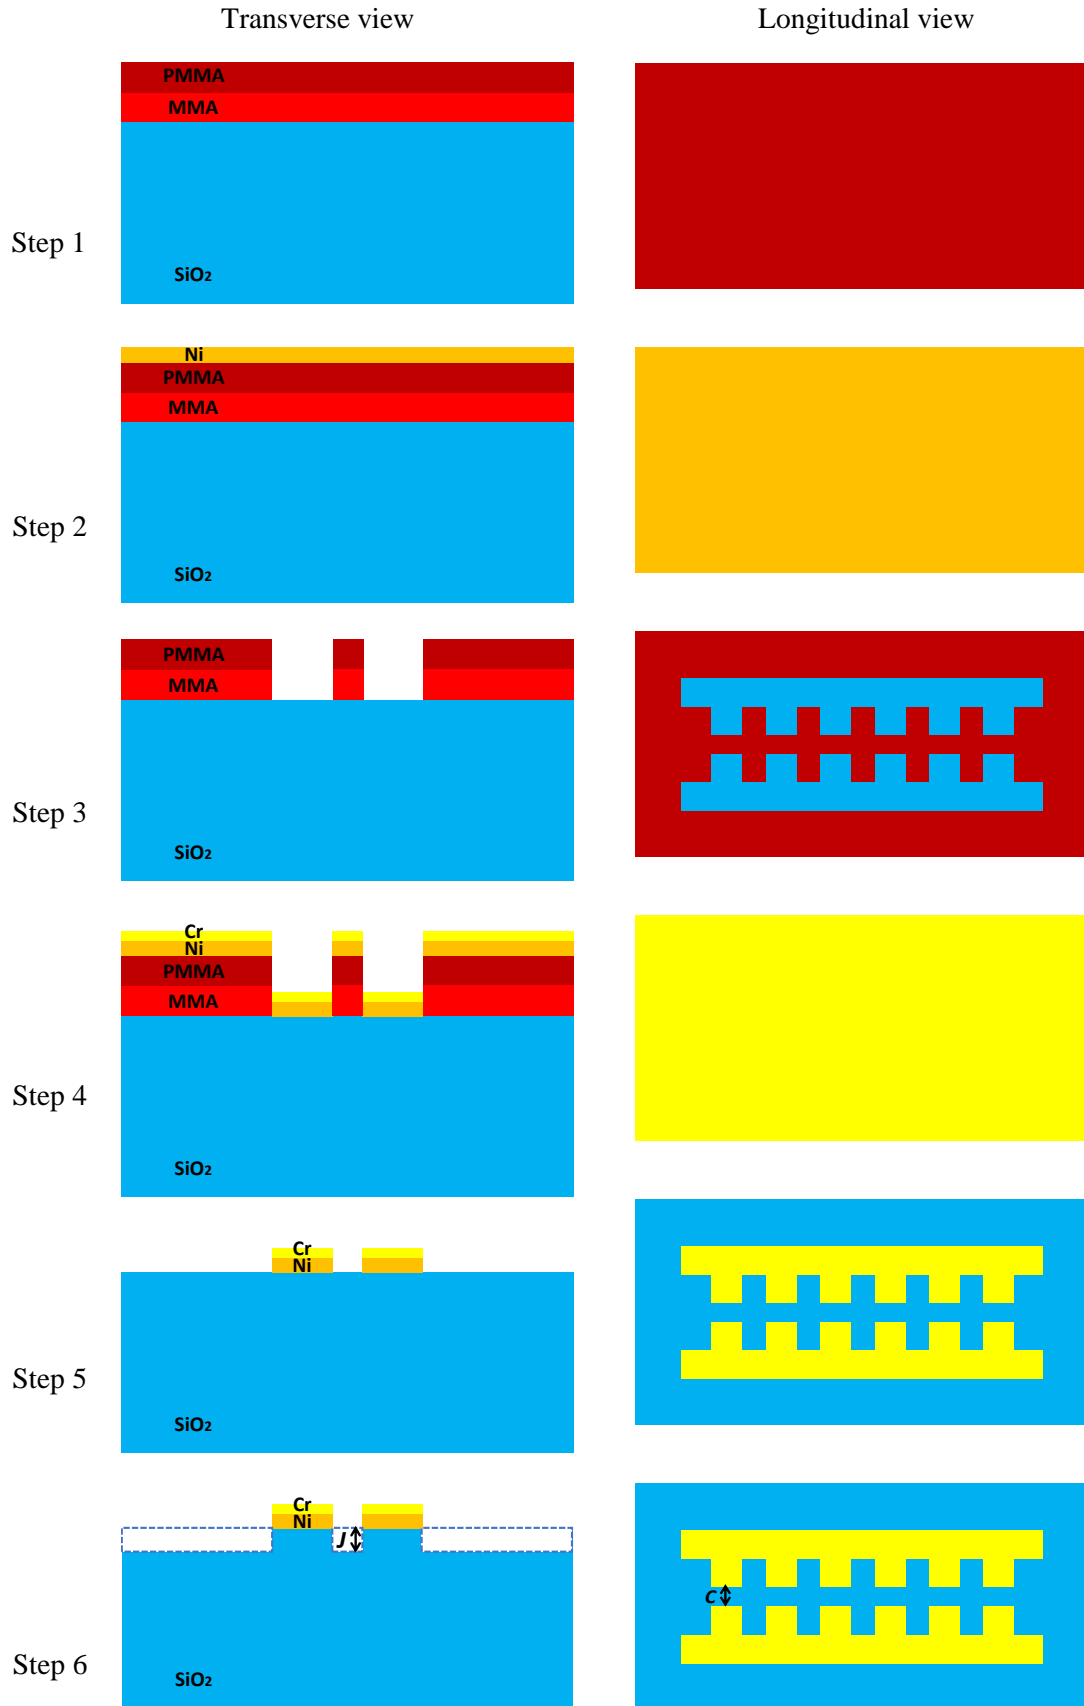 Transverse view
Longitudinal view
PMMA
MMA
Step 1
SiO2
Ni
PMMA
MMA
Step 2
SiO2
PMMA
MMA
Step 3
SiO2
Cr
Ni
PMMA
MMA
Step 4
SiO2
Cr
Ni
Step 5
SiO2
Cr
Ni
J
C
Step 6
SiO2